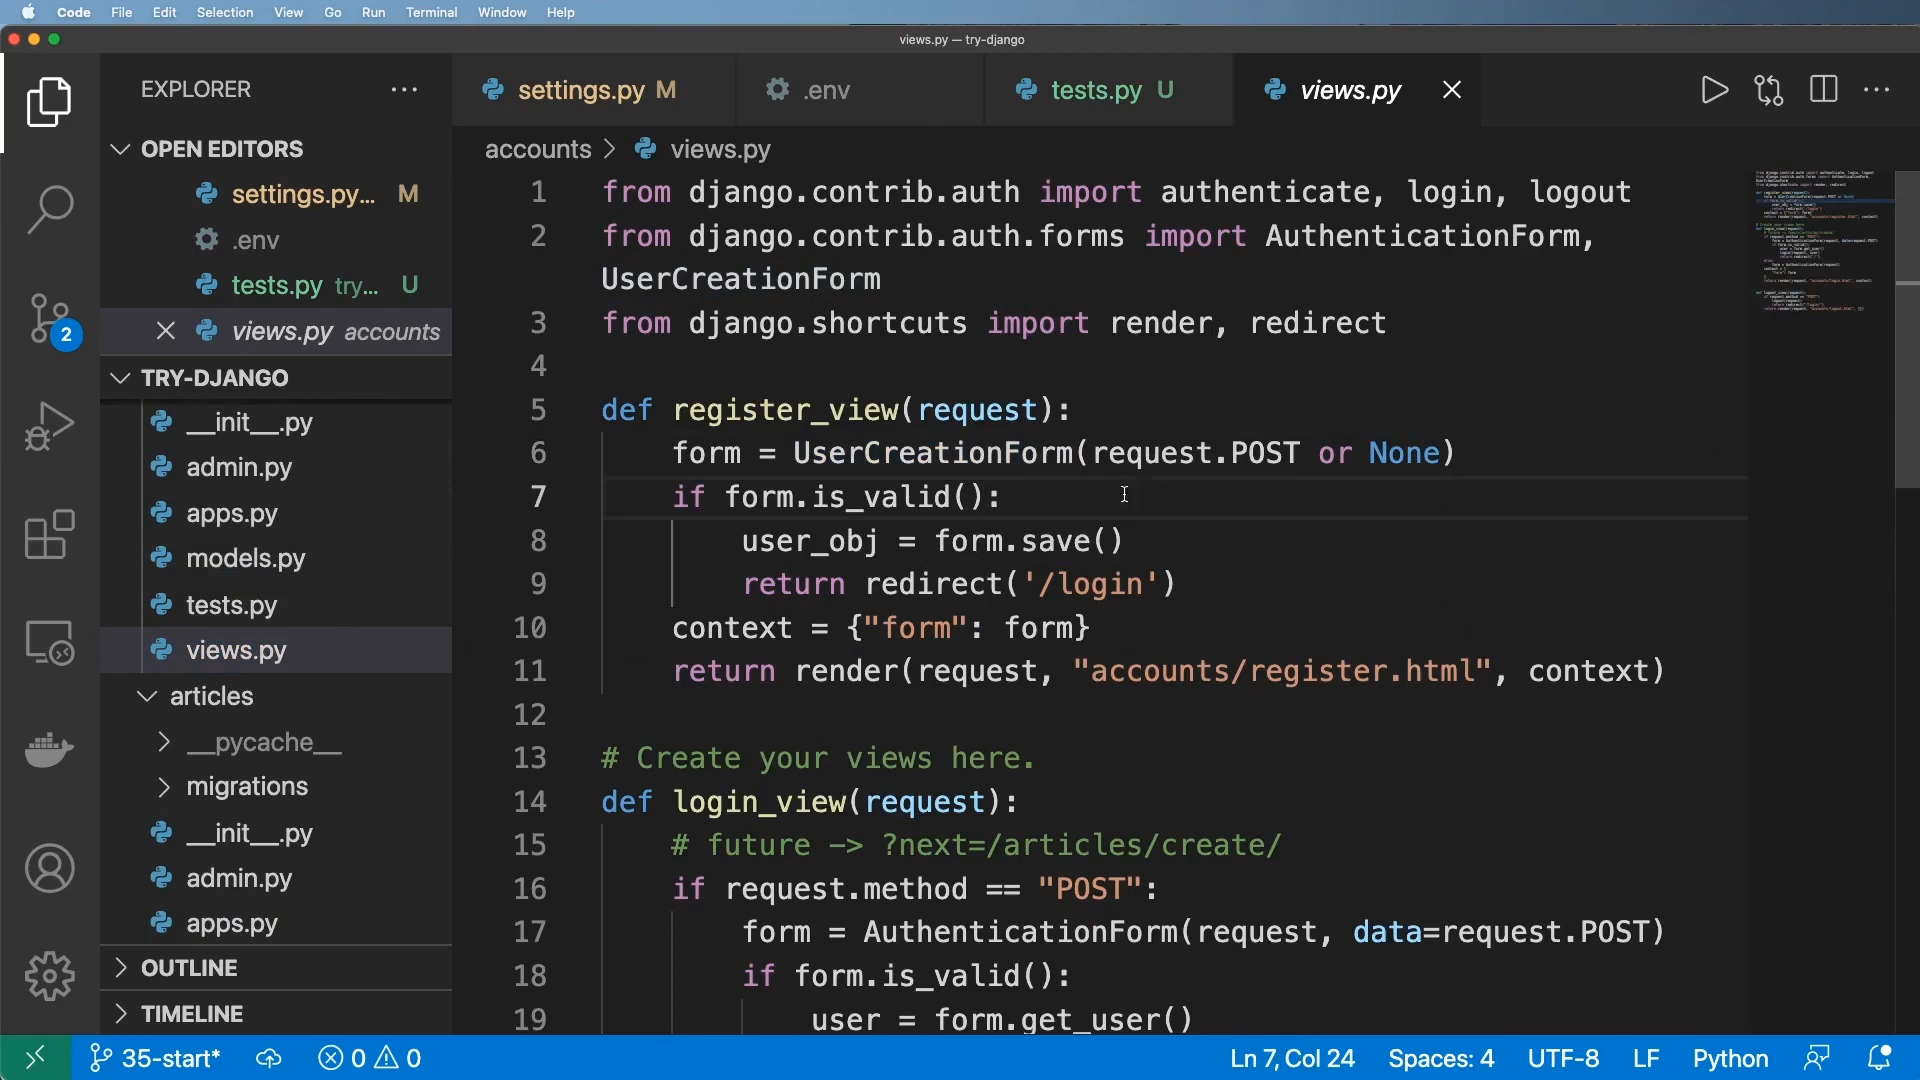 Code File Edit Selection View Go Run Terminal Window Help
views.py — try-django
EXPLORER
settings.py M
.env
tests.py U
views.py
OPEN EDITORS
settings.py... M
.env
tests.py try... U
views.py accounts
TRY-DJANGO
__init__.py
admin.py
apps.py
models.py
tests.py
views.py
articles
__pycache__
migrations
__init__.py
admin.py
apps.py
OUTLINE
TIMELINE
2
accounts > views.py
1 from django.contrib.auth import authenticate, login, logout
2 from django.contrib.auth.forms import AuthenticationForm,
UserCreationForm
3 from django.shortcuts import render, redirect
4
5 def register_view(request):
6 form = UserCreationForm(request.POST or None)
7 if form.is_valid():
8 user_obj = form.save()
9 return redirect('/login')
10 context = {"form": form}
11 return render(request, "accounts/register.html", context)
12
13 # Create your views here.
14 def login_view(request):
15 # future -> ?next=/articles/create/
16 if request.method == "POST":
17 form = AuthenticationForm(request, data=request.POST)
18 if form.is_valid():
19 user = form.get_user()
35-start* 0 0 Ln 7, Col 24 Spaces: 4 UTF-8 LF Python